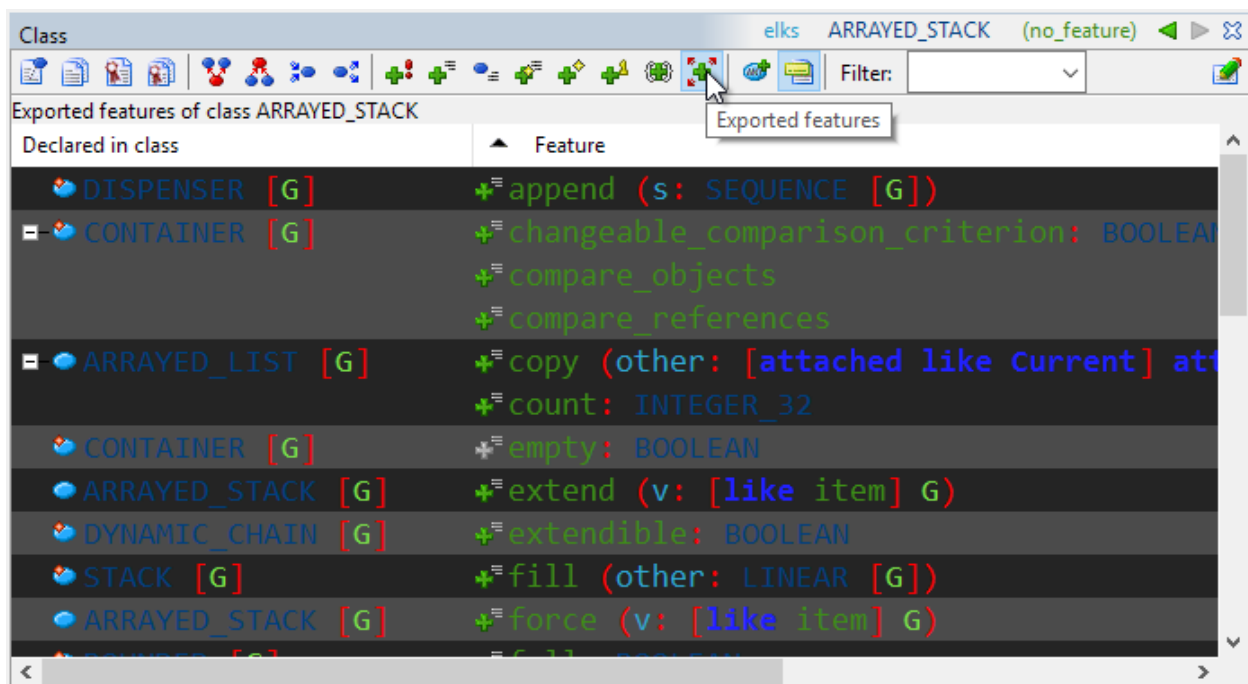 Class elks ARRAYED_STACK (no_feature)
Filter:
Exported features of class ARRAYED_STACK
Exported features
Declared in class Feature
DISPENSER [G] append (s: SEQUENCE [G])
CONTAINER [G] changeable_comparison_criterion: BOOLEAN
compare_objects
compare_references
ARRAYED_LIST [G] copy (other: [attached like Current] att
count: INTEGER_32
CONTAINER [G] empty: BOOLEAN
ARRAYED_STACK [G] extend (v: [like item] G)
DYNAMIC_CHAIN [G] extendible: BOOLEAN
STACK [G] fill (other: LINEAR [G])
ARRAYED_STACK [G] force (v: [like item] G)